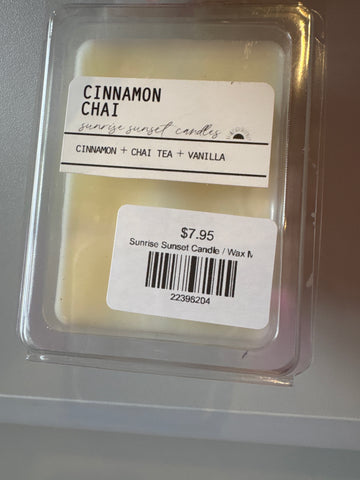 CINNAMON
CHAI
sunrise sunset candles
CINNAMON + CHAI TEA + VANILLA
$7.95
Sunrise Sunset Candle / Wax M
22398204